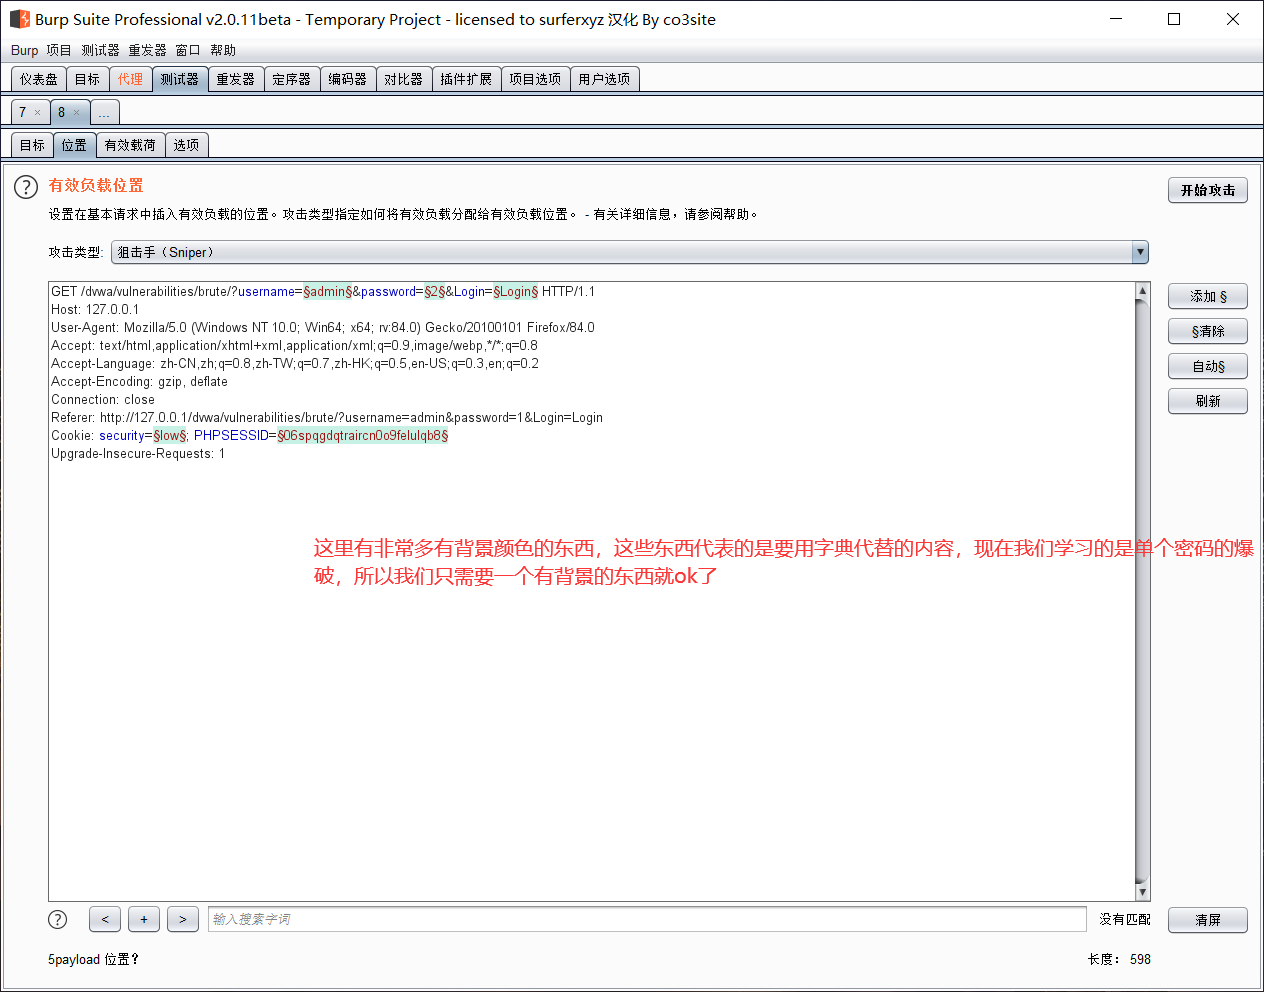 Burp Suite Professional v2.0.11beta - Temporary Project - licensed to surferxyz 汉化 By co3site
Burp 项目 测试器 重发器 窗口 帮助
仪表盘 目标 代理 测试器 重发器 定序器 编码器 对比器 插件扩展 项目选项 用户选项
7 × 8 × ...
目标 位置 有效载荷 选项
? 有效负载位置
开始攻击
设置在基本请求中插入有效负载的位置。攻击类型指定如何将有效负载分配给有效负载位置。 - 有关详细信息，请参阅帮助。
攻击类型: 狙击手（Sniper）
GET /dvwa/vulnerabilities/brute/?username=§admin§&password=§2§&Login=§Login§ HTTP/1.1
Host: 127.0.0.1
User-Agent: Mozilla/5.0 (Windows NT 10.0; Win64; x64; rv:84.0) Gecko/20100101 Firefox/84.0
Accept: text/html,application/xhtml+xml,application/xml;q=0.9,image/webp,*/*;q=0.8
Accept-Language: zh-CN,zh;q=0.8,zh-TW;q=0.7,zh-HK;q=0.5,en-US;q=0.3,en;q=0.2
Accept-Encoding: gzip, deflate
Connection: close
Referer: http://127.0.0.1/dvwa/vulnerabilities/brute/?username=admin&password=1&Login=Login
Cookie: security=§low§; PHPSESSID=§06spqgdqtraircn0o9felulqb8§
Upgrade-Insecure-Requests: 1
添加 §
§清除
自动§
刷新
这里有非常多有背景颜色的东西，这些东西代表的是要用字典代替的内容，现在我们学习的是单个密码的爆
破，所以我们只需要一个有背景的东西就ok了
? < + > 输入搜索字词 没有匹配 清屏
5payload 位置? 长度: 598